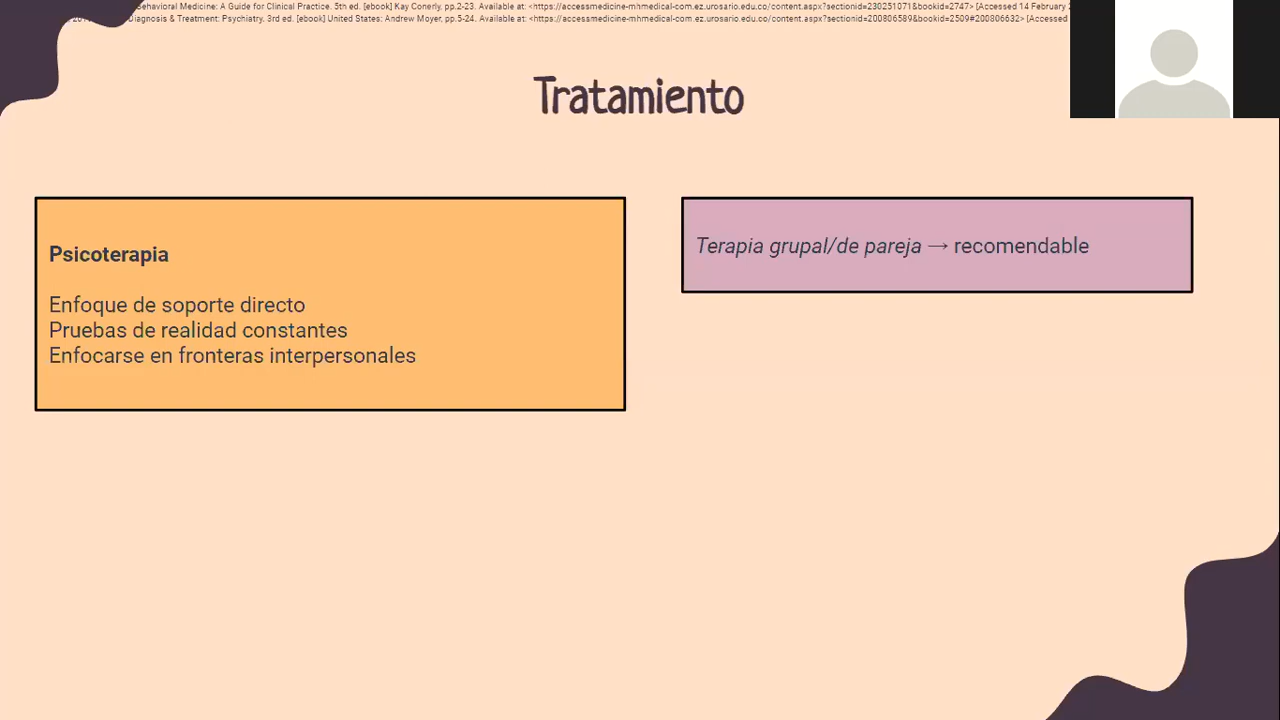 Behavioral Medicine: A Guide for Clinical Practice. 5th ed. [ebook] Kay Conerly. pp.2-23. Available at: <https://accessmedicine-mhmedical-com.ez.urosario.edu.co/content.aspx?sectionid=230251071&bookid=2747> [Accessed 14 February
Diagnosis & Treatment: Psychiatry. 3rd ed. [ebook] United States: Andrew Moyer, pp.5-24. Available at: <https://accessmedicine-mhmedical-com.ez.urosario.edu.co/content.aspx?sectionid=200806589&bookid=2509#200806632> [Accessed
Tratamiento
Psicoterapia
Enfoque de soporte directo
Pruebas de realidad constantes
Enfocarse en fronteras interpersonales
Terapia grupal/de pareja → recomendable